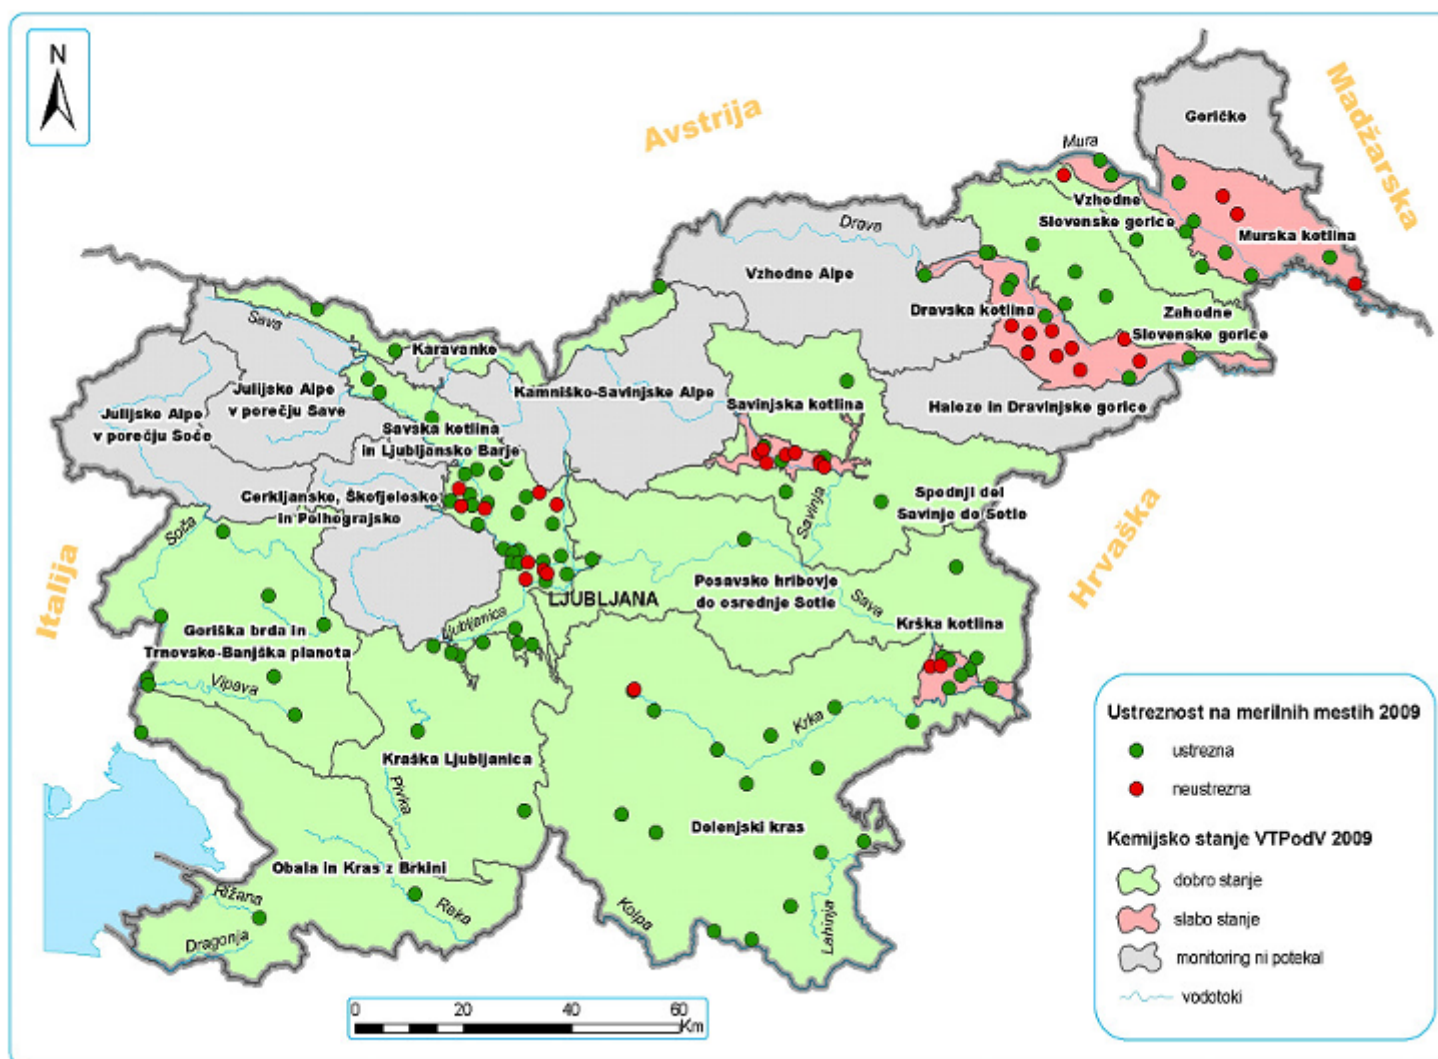 N
Avstrija
Madžarska
Goričko
Mura
Vzhodne
Slovenske gorice
Murska kotlina
Drava
Vzhodne Alpe
Dravska kotlina
Zahodne
Slovenske gorice
Sava
Karavanke
Julijske Alpe
v porečju Save
Kamniško-Savinjske Alpe
Savinjska kotlina
Haloze in Dravinjske gorice
Julijske Alpe
v porečju Soče
Savska kotlina
in Ljubljansko Barje
Cerkljansko, Škofjeloško
in Polhograjsko
Soča
Savinja
Spodnji del
Savinje do Sotle
Hrvaška
Italija
Posavsko hribovje
do osrednje Sotle
Sava
LJUBLJANA
Ljubljanica
Krška kotlina
Goriška brda in
Trnovsko-Banjška planota
Vipava
Krka
Kraška Ljubljanica
Pivka
Dolenjski kras
Obala in Kras z Brkini
Rižana
Reka
Kolpa
Lahinja
Dragonja
0 20 40 60
Km
Ustreznost na merilnih mestih 2009
ustrezna
neustrezna
Kemijsko stanje VTPodV 2009
dobro stanje
slabo stanje
monitoring ni potekal
vodotoki